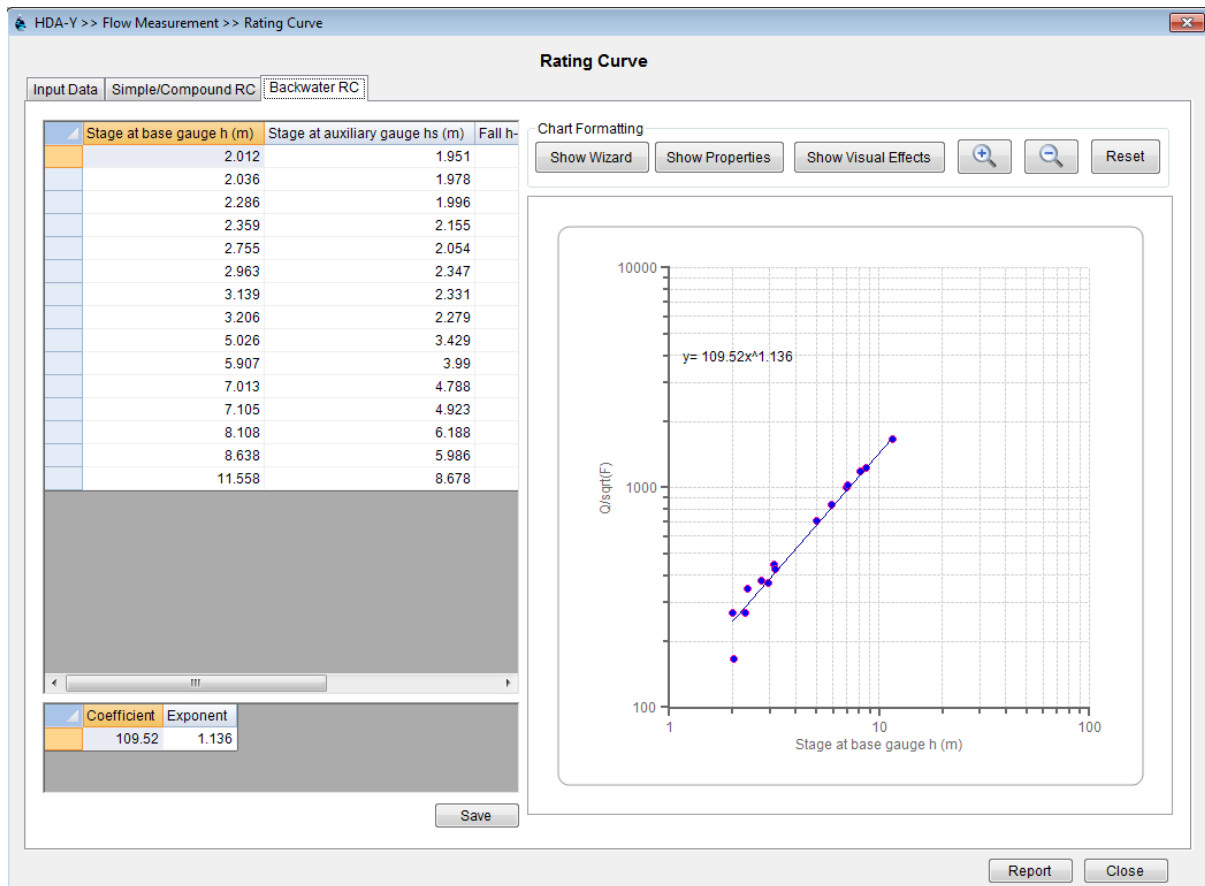 HDA-Y >> Flow Measurement >> Rating Curve
Rating Curve
Input Data Simple/Compound RC Backwater RC
Stage at base gauge h (m) Stage at auxiliary gauge hs (m) Fall h-
2.012 1.951
2.036 1.978
2.286 1.996
2.359 2.155
2.755 2.054
2.963 2.347
3.139 2.331
3.206 2.279
5.026 3.429
5.907 3.99
7.013 4.788
7.105 4.923
8.108 6.188
8.638 5.986
11.558 8.678
Coefficient Exponent
109.52 1.136
Save
Chart Formatting
Show Wizard Show Properties Show Visual Effects Reset
10000
y= 109.52x^1.136
Q/sqrt(F)
1000
100
1 10 100
Stage at base gauge h (m)
Report Close